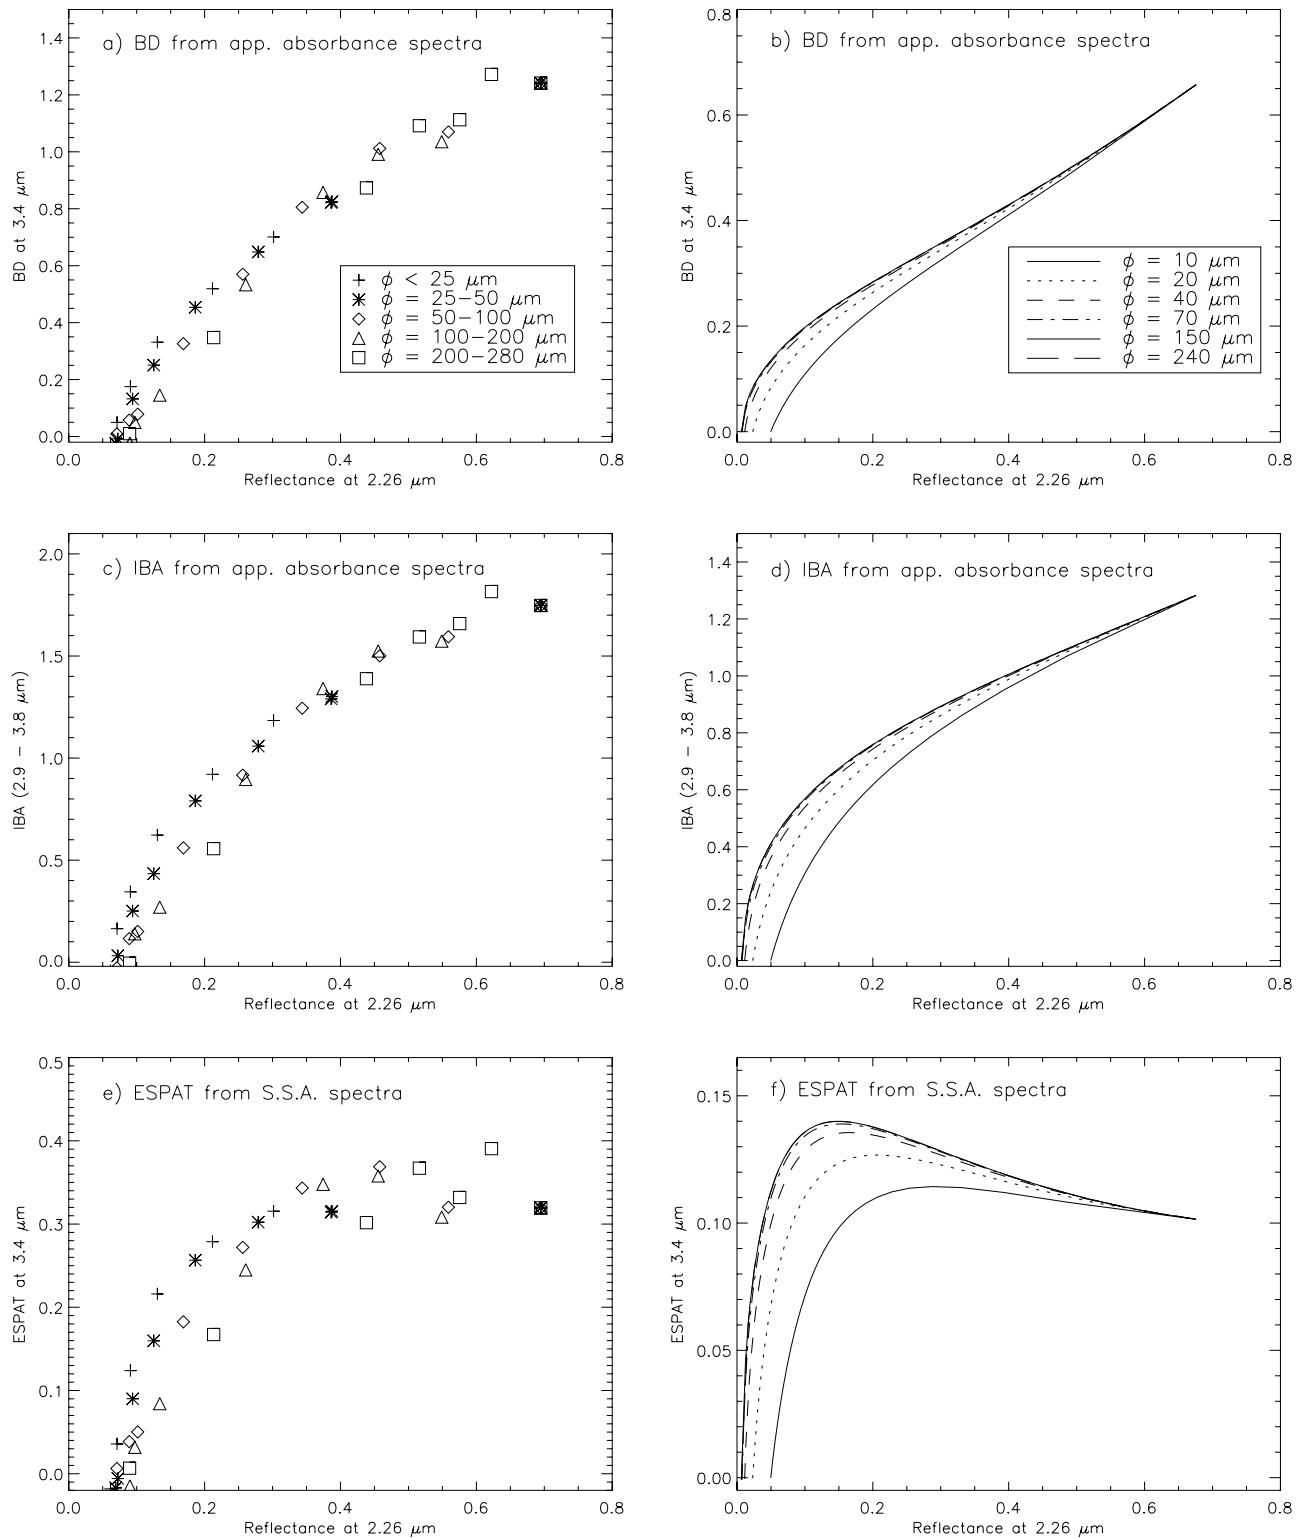 a) BD from app. absorbance spectra
BD at 3.4 μm
1.4
1.2
1.0
0.8
0.6
0.4
0.2
0.0
ϕ < 25 μm
ϕ = 25−50 μm
ϕ = 50−100 μm
ϕ = 100−200 μm
ϕ = 200−280 μm
0.0 0.2 0.4 0.6 0.8
Reflectance at 2.26 μm
b) BD from app. absorbance spectra
BD at 3.4 μm
0.8
0.6
0.4
0.2
0.0
ϕ = 10 μm
ϕ = 20 μm
ϕ = 40 μm
ϕ = 70 μm
ϕ = 150 μm
ϕ = 240 μm
0.0 0.2 0.4 0.6 0.8
Reflectance at 2.26 μm
c) IBA from app. absorbance spectra
IBA (2.9 − 3.8 μm)
2.0
1.5
1.0
0.5
0.0
0.0 0.2 0.4 0.6 0.8
Reflectance at 2.26 μm
d) IBA from app. absorbance spectra
IBA (2.9 − 3.8 μm)
1.4
1.2
1.0
0.8
0.6
0.4
0.2
0.0
0.0 0.2 0.4 0.6 0.8
Reflectance at 2.26 μm
e) ESPAT from S.S.A. spectra
ESPAT at 3.4 μm
0.5
0.4
0.3
0.2
0.1
0.0
0.0 0.2 0.4 0.6 0.8
Reflectance at 2.26 μm
f) ESPAT from S.S.A. spectra
ESPAT at 3.4 μm
0.15
0.10
0.05
0.00
0.0 0.2 0.4 0.6 0.8
Reflectance at 2.26 μm